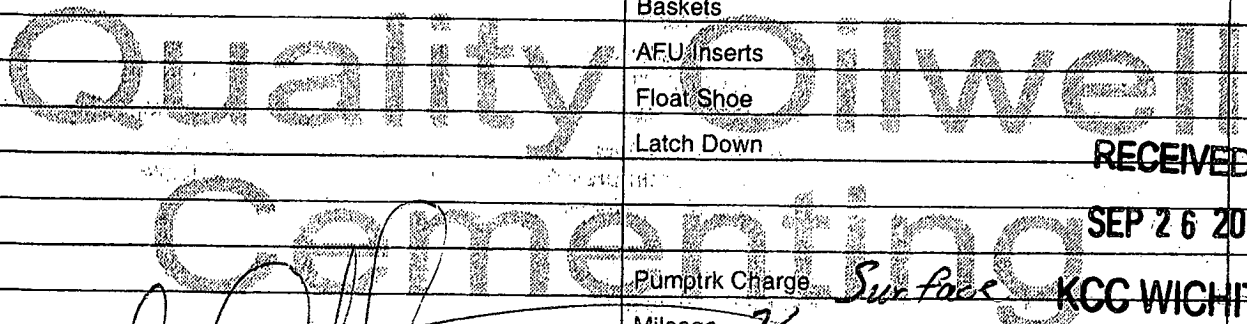 Baskets
Quality Oilwell
AFU Inserts
Float Shoe
Latch Down
RECEIVED
Cementing
SEP 26 20
Pumptrk Charge Surface KCC WICHIT
Mileage